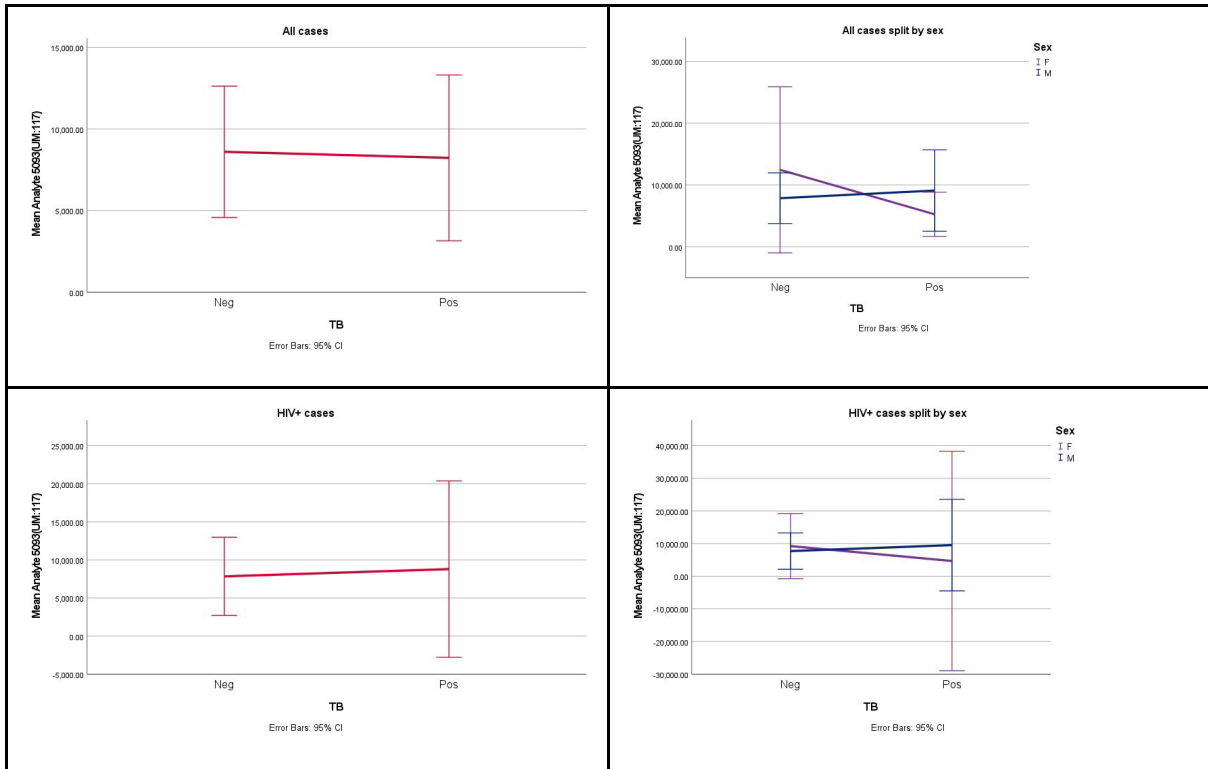 All cases
15,000.00
10,000.00
5,000.00
0.00
Mean Analyte 5093(UM:117)
Neg
Pos
TB
Error Bars: 95% CI
All cases split by sex
Sex
F
M
30,000.00
20,000.00
10,000.00
0.00
Mean Analyte 5093(UM:117)
Neg
Pos
TB
Error Bars: 95% CI
HIV+ cases
25,000.00
20,000.00
15,000.00
10,000.00
5,000.00
0.00
-5,000.00
Mean Analyte 5093(UM:117)
Neg
Pos
TB
Error Bars: 95% CI
HIV+ cases split by sex
Sex
F
M
40,000.00
30,000.00
20,000.00
10,000.00
0.00
-10,000.00
-20,000.00
-30,000.00
Mean Analyte 5093(UM:117)
Neg
Pos
TB
Error Bars: 95% CI